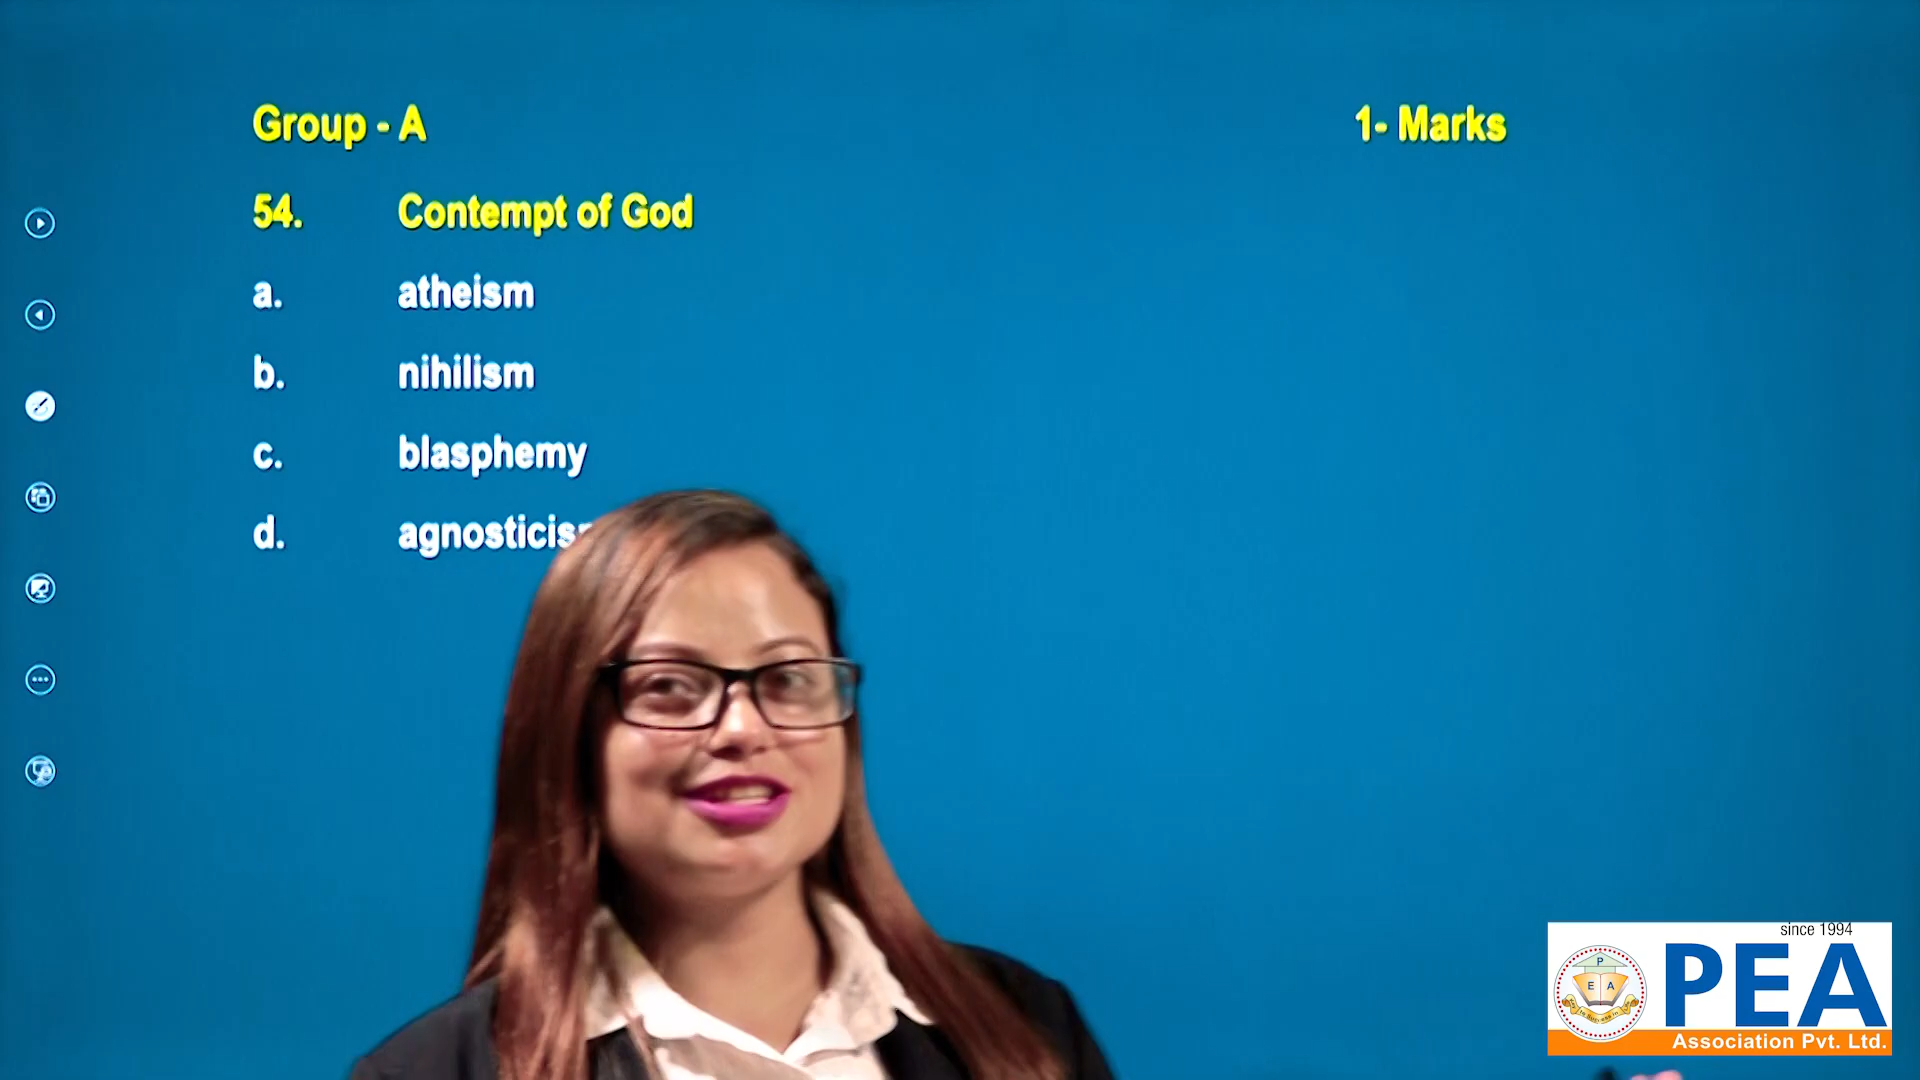 Group - A 1- Marks
54. Contempt of God
a. atheism
b. nihilism
c. blasphemy
d.
since 1994
PEA
Association Pvt. Ltd.
P
E A